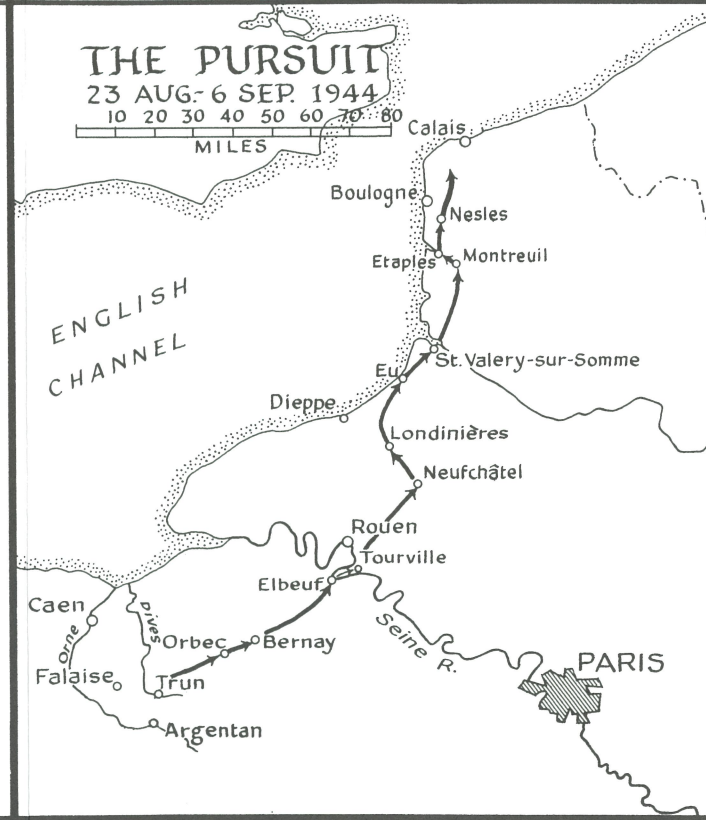 THE PURSUIT
23 AUG.-6 SEP. 1944
10 20 30 40 50 60 70 80
MILES
Calais
Boulogne
Nesles
Etaples
Montreuil
ENGLISH
CHANNEL
St. Valery-sur-Somme
Eu
Dieppe
Londinières
Neufchâtel
Rouen
Tourville
Elbeuf
Caen
Orne
Dives
Orbec
Bernay
Seine R.
PARIS
Falaise
Trun
Argentan